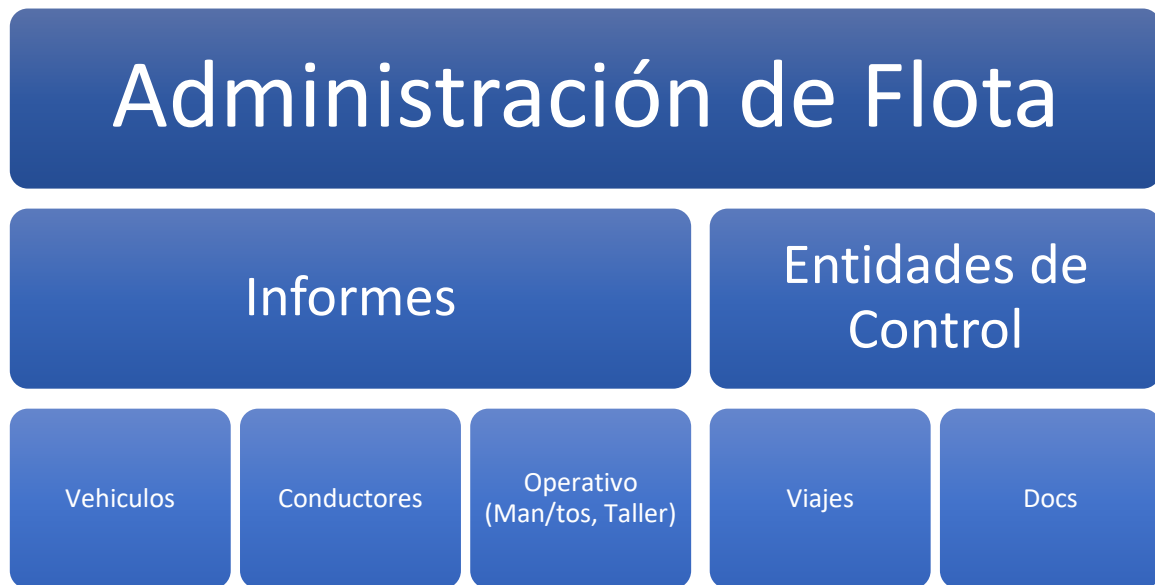 Administración de Flota
Informes
Entidades de
Control
Vehiculos
Conductores
Operativo
(Man/tos, Taller)
Viajes
Docs